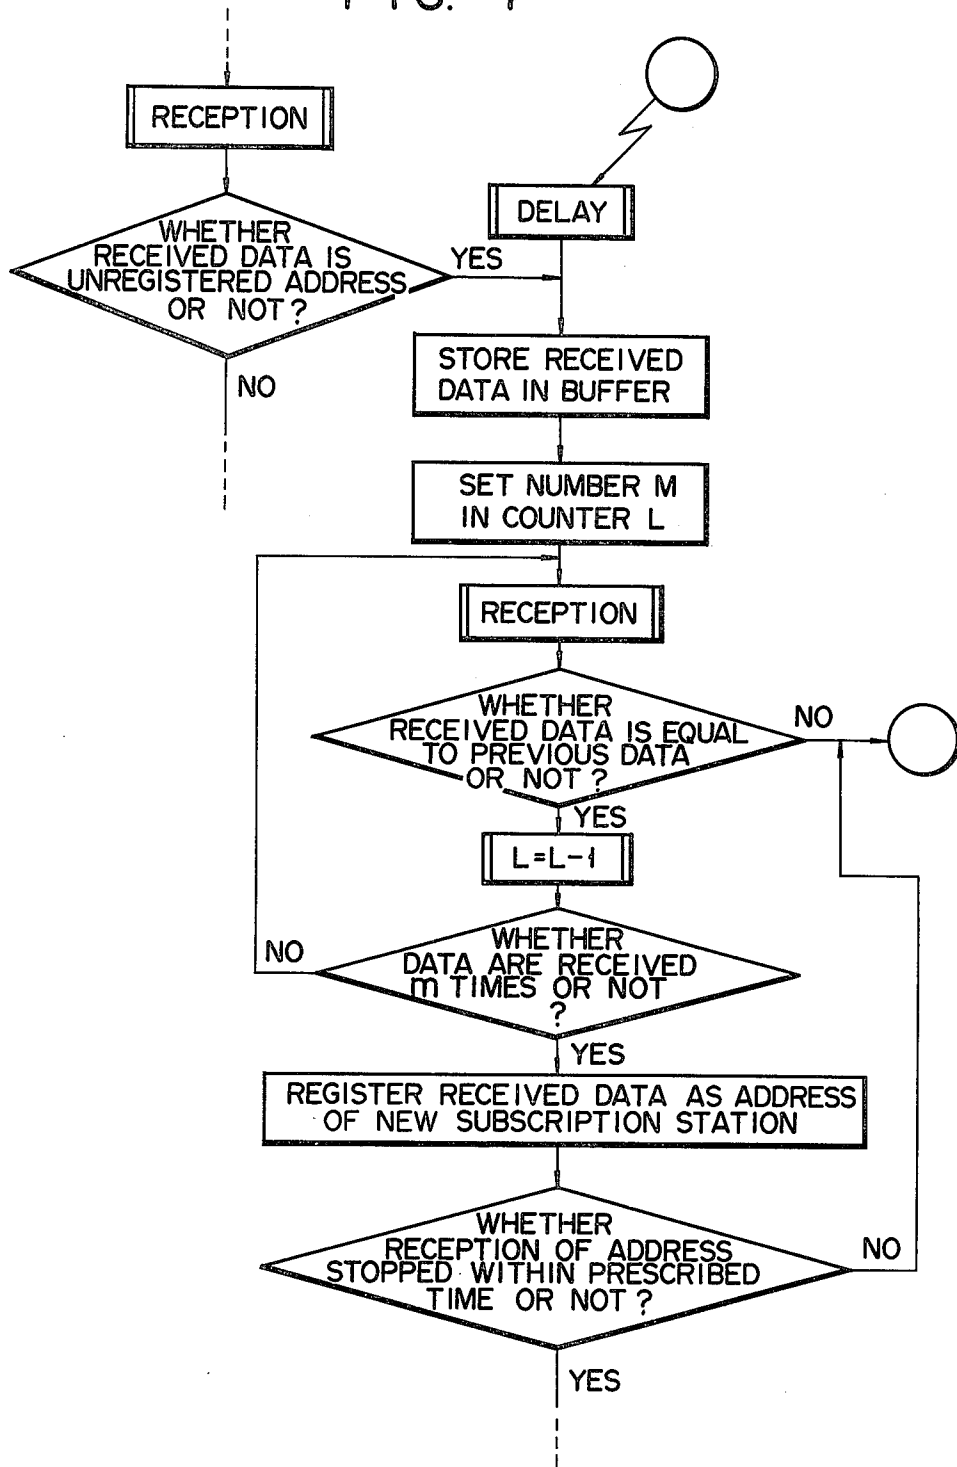 FIG. 7
RECEPTION
DELAY
WHETHER
RECEIVED DATA IS
UNREGISTERED ADDRESS
OR NOT?
YES
NO
STORE RECEIVED
DATA IN BUFFER
SET NUMBER M
IN COUNTER L
RECEPTION
WHETHER
RECEIVED DATA IS EQUAL
TO PREVIOUS DATA
OR NOT?
NO
YES
L=L-1
WHETHER
DATA ARE RECEIVED
m TIMES OR NOT
?
NO
YES
REGISTER RECEIVED DATA AS ADDRESS
OF NEW SUBSCRIPTION STATION
WHETHER
RECEPTION OF ADDRESS
STOPPED WITHIN PRESCRIBED
TIME OR NOT?
NO
YES